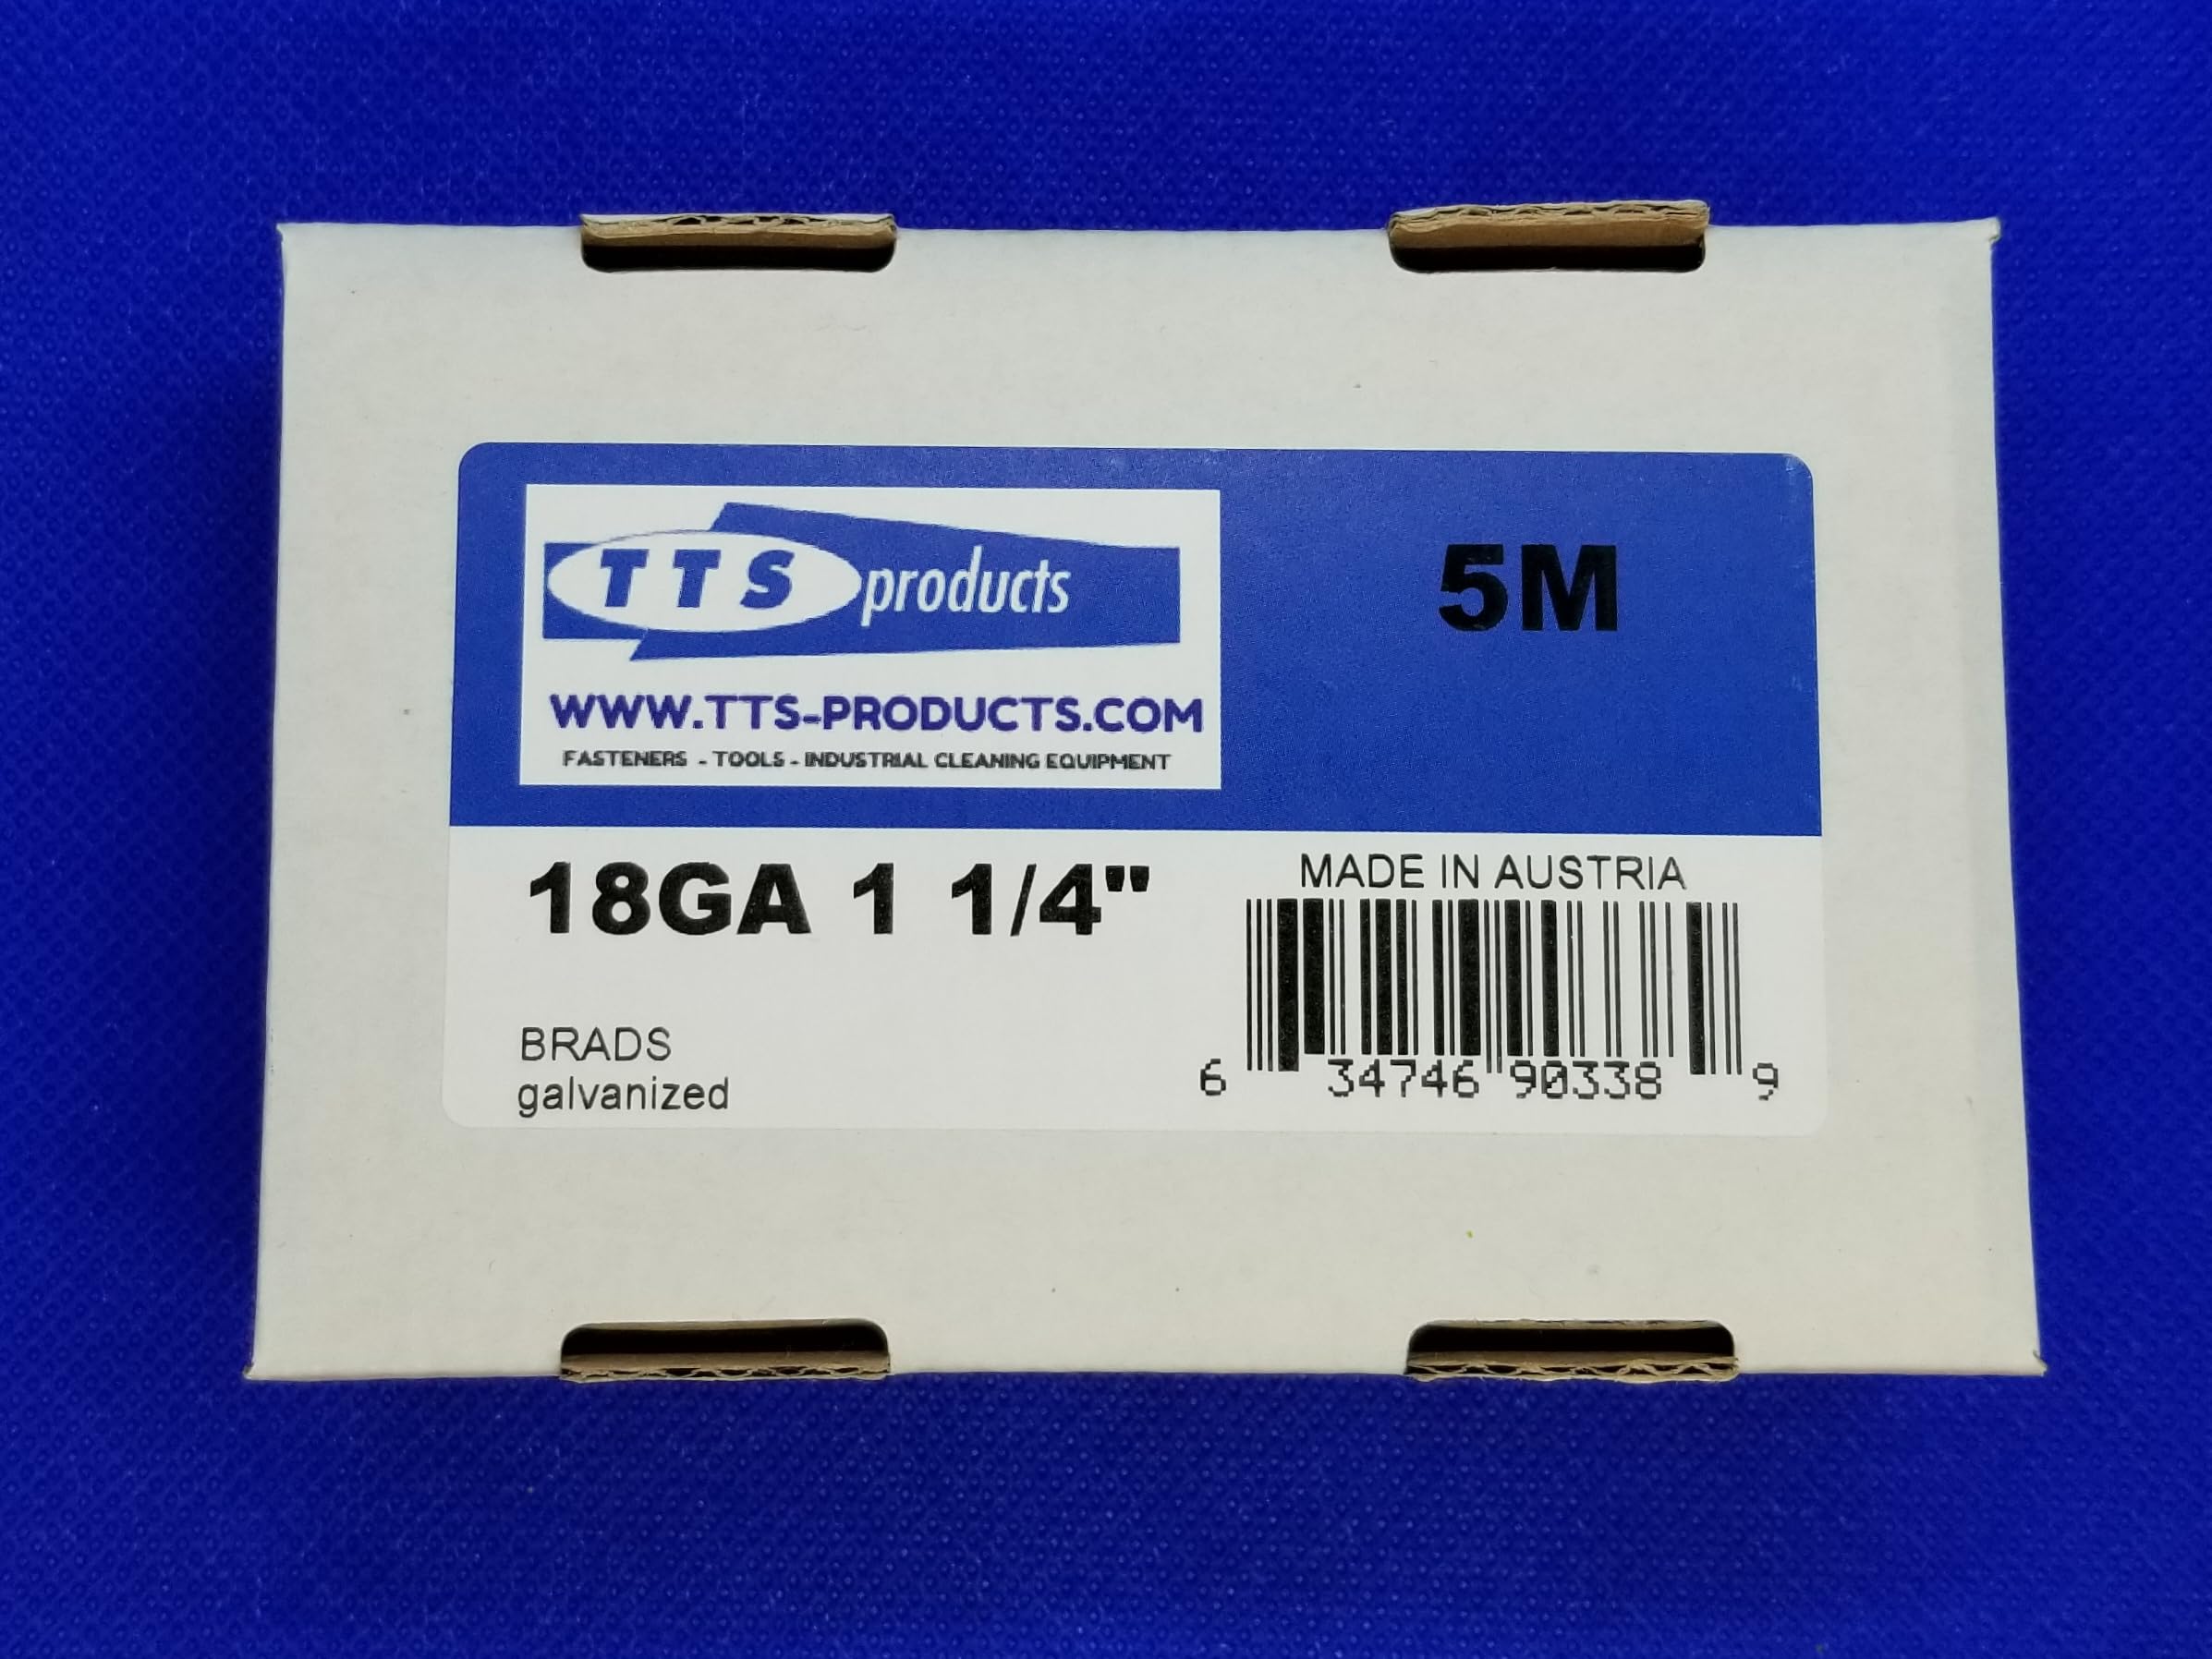 TTS products
5M
WWW.TTS-PRODUCTS.COM
FASTENERS - TOOLS - INDUSTRIAL CLEANING EQUIPMENT
18GA 1 1/4"
MADE IN AUSTRIA
BRADS
galvanized
6 34746 90338 9